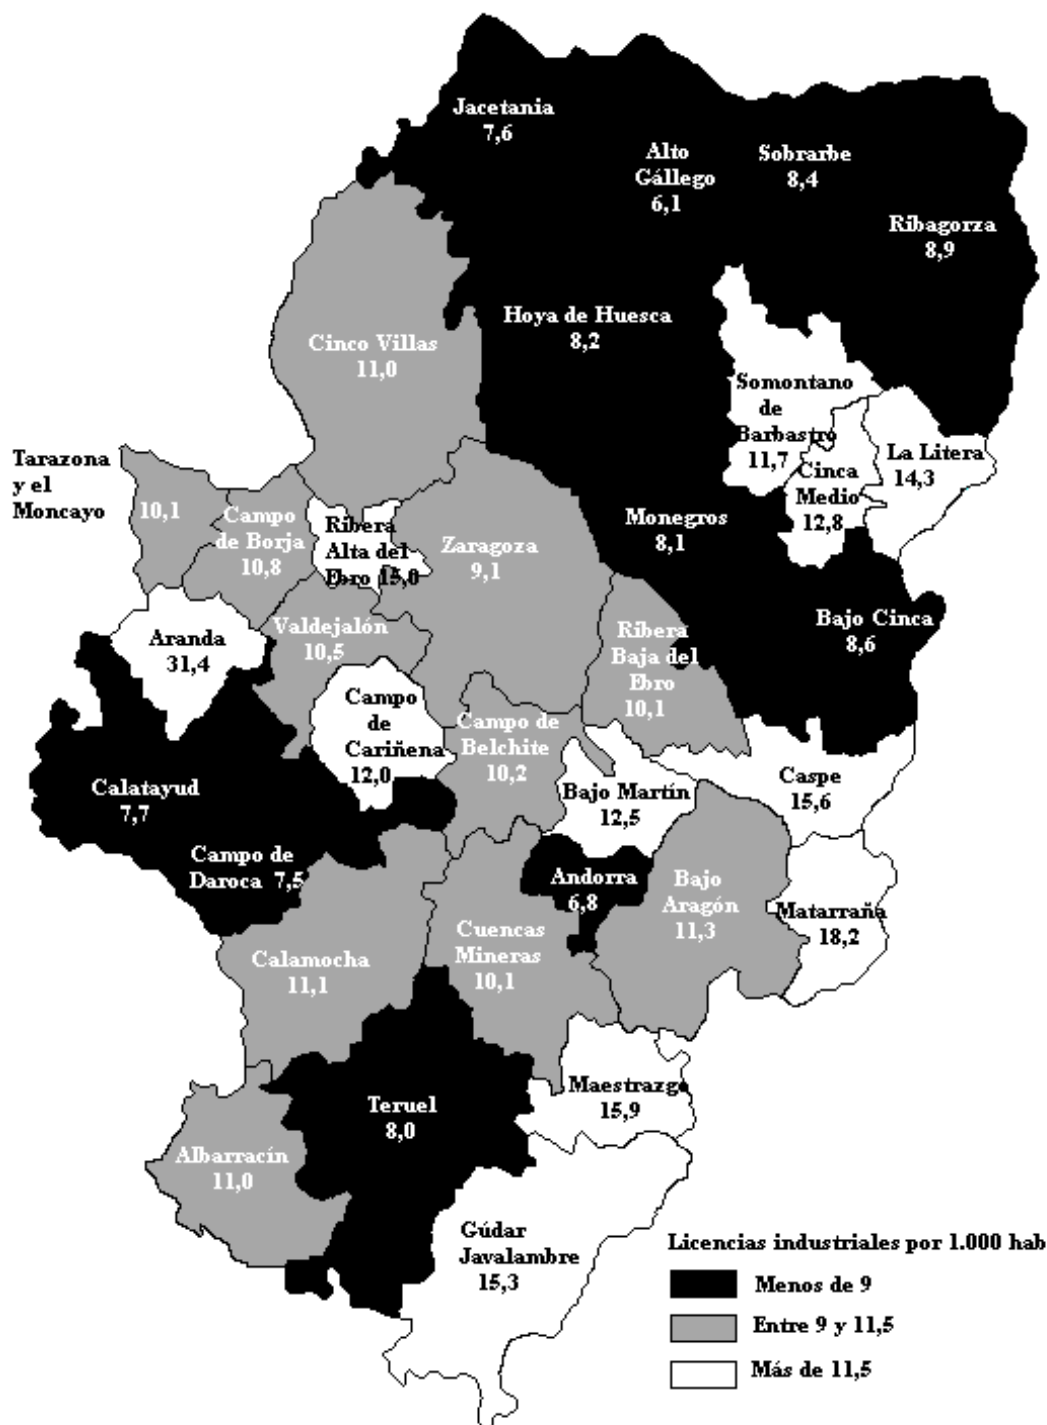 Jacetania
7,6
Alto
Gállego
6,1
Sobrarbe
8,4
Ribagorza
8,9
Hoya de Huesca
8,2
Cinco Villas
11,0
Somontano
de
Barbastro
11,7
La Litera
14,3
Cinca
Medio
12,8
Tarazona
y el
Moncayo
10,1
Campo
de Borja
10,8
Ribera
Alta del
Ebro 15,0
Zaragoza
9,1
Monegros
8,1
Bajo Cinca
8,6
Aranda
31,4
Valdejalón
10,5
Ribera
Baja del
Ebro
10,1
Campo
de
Cariñena
12,0
Campo de
Belchite
10,2
Bajo Martín
12,5
Caspe
15,6
Calatayud
7,7
Campo de
Daroca 7,5
Andorra
6,8
Bajo
Aragón
11,3
Matarraña
18,2
Calamocha
11,1
Cuencas
Mineras
10,1
Teruel
8,0
Maestrazgo
15,9
Albarracín
11,0
Gúdar
Javalambre
15,3
Licencias industriales por 1.000 hab
Menos de 9
Entre 9 y 11,5
Más de 11,5